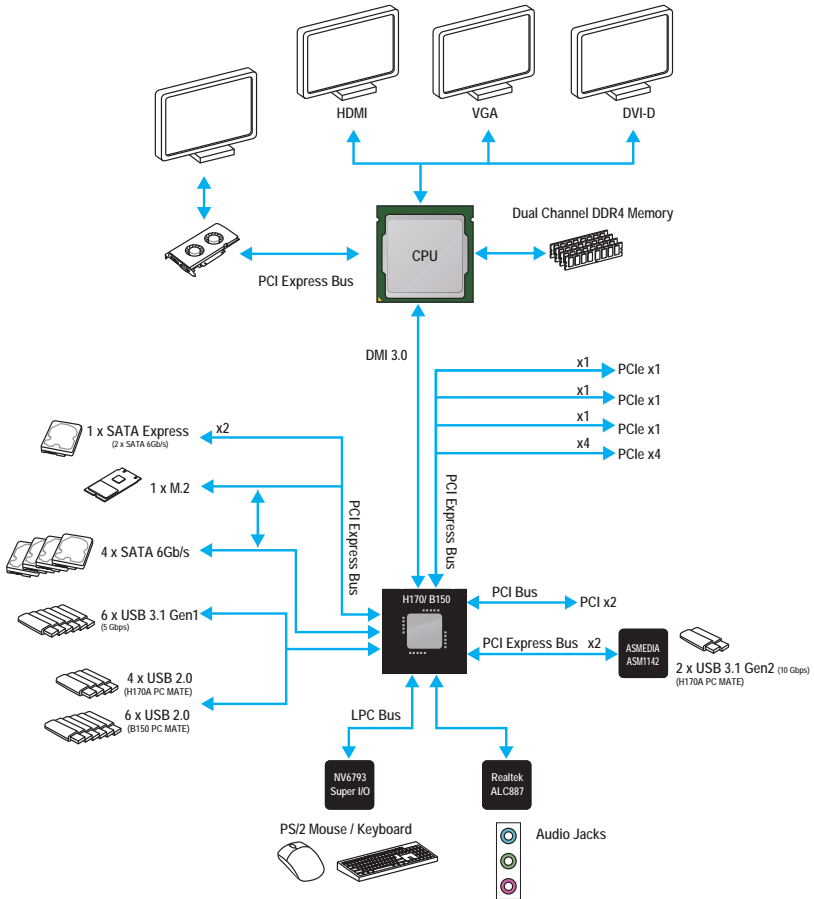 HDMI
VGA
DVI-D
Dual Channel DDR4 Memory
CPU
PCI Express Bus
DMI 3.0
x1
PCIe x1
x1
PCIe x1
x1
PCIe x1
x4
PCIe x4
1 x SATA Express
(2 x SATA 6Gb/s)
x2
1 x M.2
PCI Express Bus
PCI Express Bus
4 x SATA 6Gb/s
6 x USB 3.1 Gen1
(5 Gbps)
4 x USB 2.0
(H170A PC MATE)
6 x USB 2.0
(B150 PC MATE)
H170/ B150
PCI Bus
PCI x2
PCI Express Bus x2
ASMEDIA
ASM1142
2 x USB 3.1 Gen2 (10 Gbps)
(H170A PC MATE)
LPC Bus
NV6793
Super I/O
Realtek
ALC887
PS/2 Mouse / Keyboard
Audio Jacks